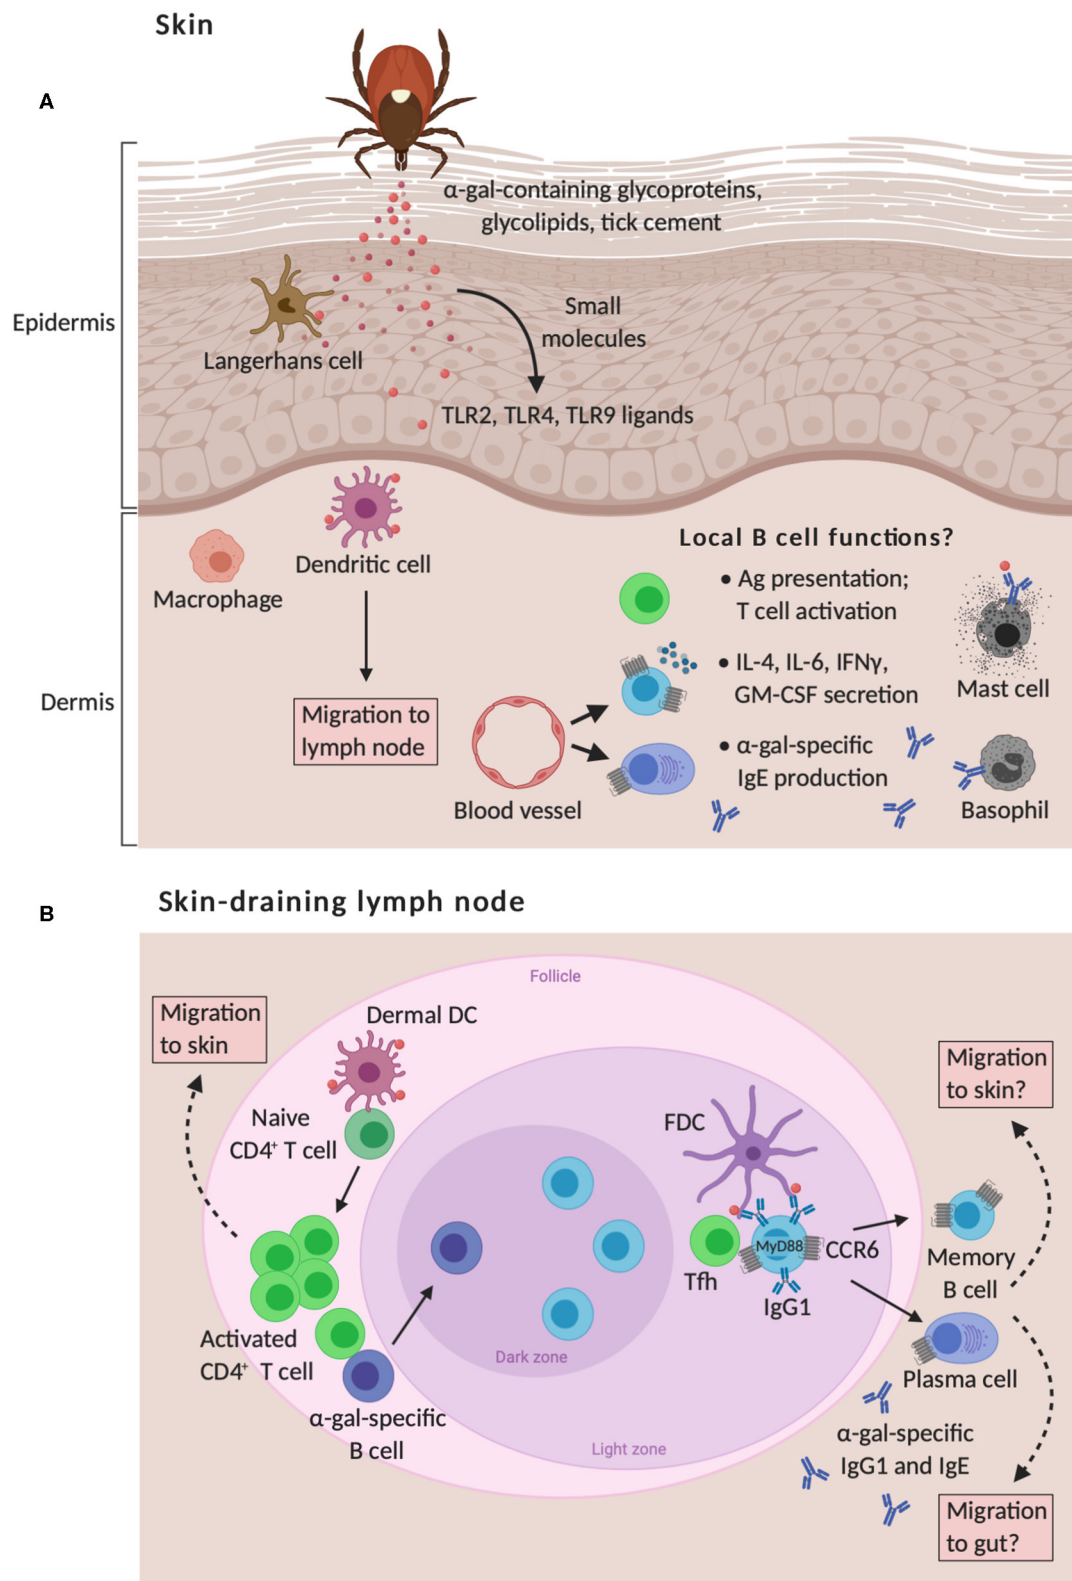 Skin
A
α-gal-containing glycoproteins,
glycolipids, tick cement
Epidermis
Small
molecules
Langerhans cell
TLR2, TLR4, TLR9 ligands
Dendritic cell
Macrophage
Local B cell functions?
• Ag presentation;
T cell activation
• IL-4, IL-6, IFNγ,
GM-CSF secretion
Mast cell
Dermis
Migration to
lymph node
• α-gal-specific
IgE production
Blood vessel
Basophil
B
Skin-draining lymph node
Follicle
Migration
to skin
Dermal DC
Naive
CD4⁺ T cell
FDC
Migration
to skin?
MyD88
CCR6
Tfh
IgG1
Memory
B cell
Activated
CD4⁺ T cell
Dark zone
Plasma cell
α-gal-specific
B cell
Light zone
α-gal-specific
IgG1 and IgE
Migration
to gut?